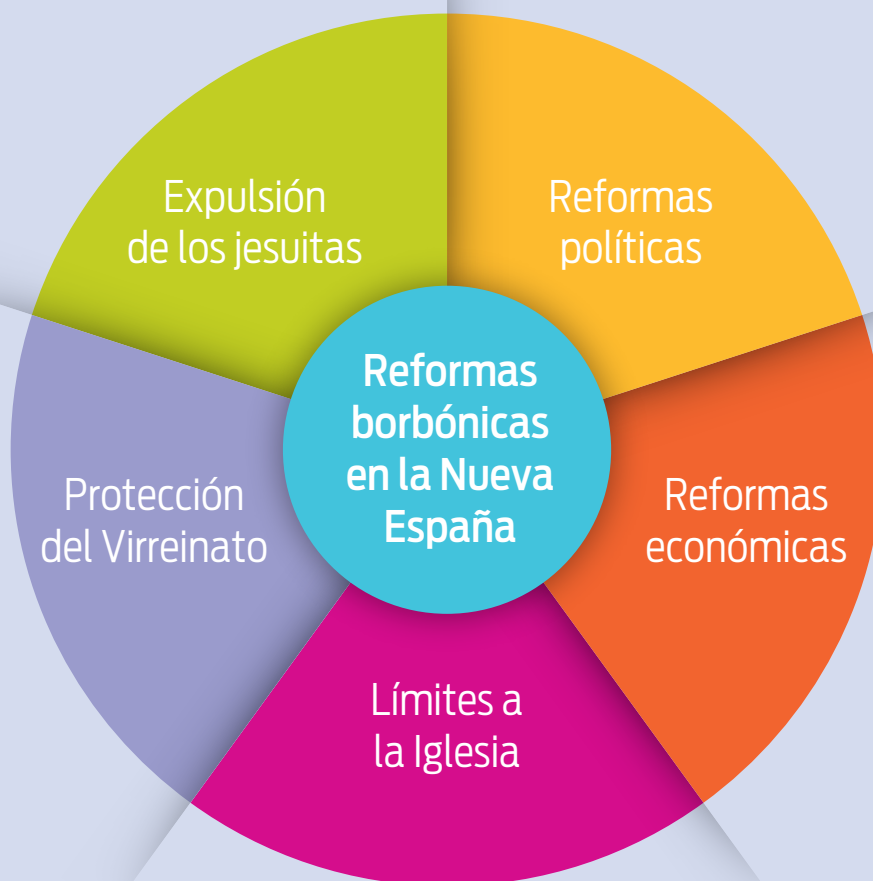 Expulsión
de los jesuitas
Reformas
políticas
Reformas
borbónicas
en la Nueva
España
Protección
del Virreinato
Reformas
económicas
Límites a
la Iglesia